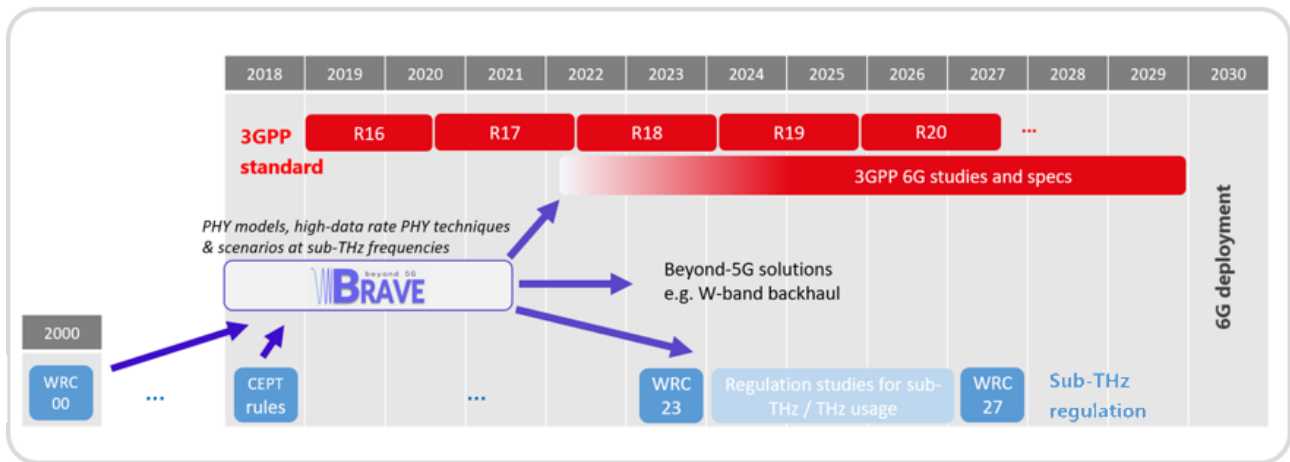 2018 2019 2020 2021 2022 2023 2024 2025 2026 2027 2028 2029 2030
3GPP
standard
R16 R17 R18 R19 R20 ...
3GPP 6G studies and specs
PHY models, high-data rate PHY techniques
& scenarios at sub-THz frequencies
beyond 5G
BRAVE
Beyond-5G solutions
e.g. W-band backhaul
6G deployment
2000
WRC
00
...
CEPT
rules
...
WRC
23
Regulation studies for sub-
THz / THz usage
WRC
27
Sub-THz
regulation